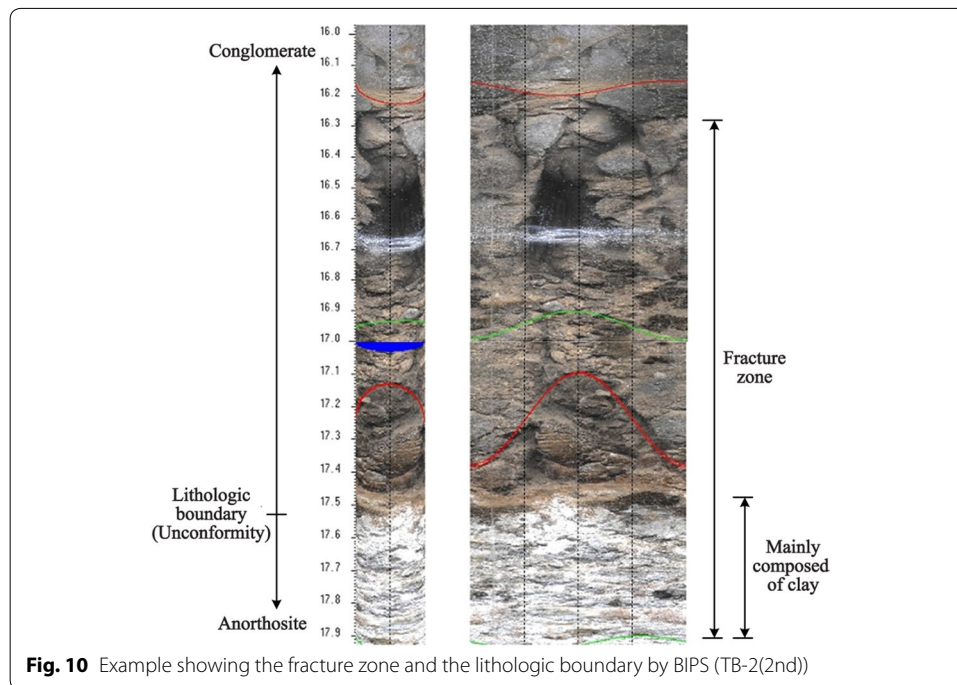 Conglomerate
16.0
16.1
16.2
16.3
16.4
16.5
16.6
16.7
16.8
16.9
17.0
17.1
17.2
17.3
17.4
17.5
17.6
17.7
17.8
17.9
Lithologic
boundary
(Unconformity)
Anorthosite
Fracture
zone
Mainly
composed
of clay
Fig. 10 Example showing the fracture zone and the lithologic boundary by BIPS (TB-2(2nd))